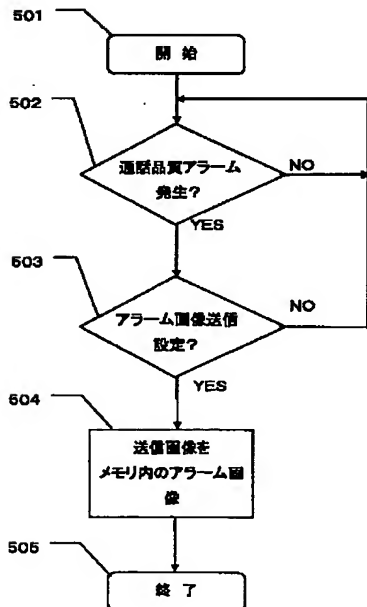 501
開 始
502
通話品質アラーム
発生?
NO
YES
503
アラーム画像送信
設定?
NO
YES
504
送信画像を
メモリ内のアラーム画
像
505
終 了